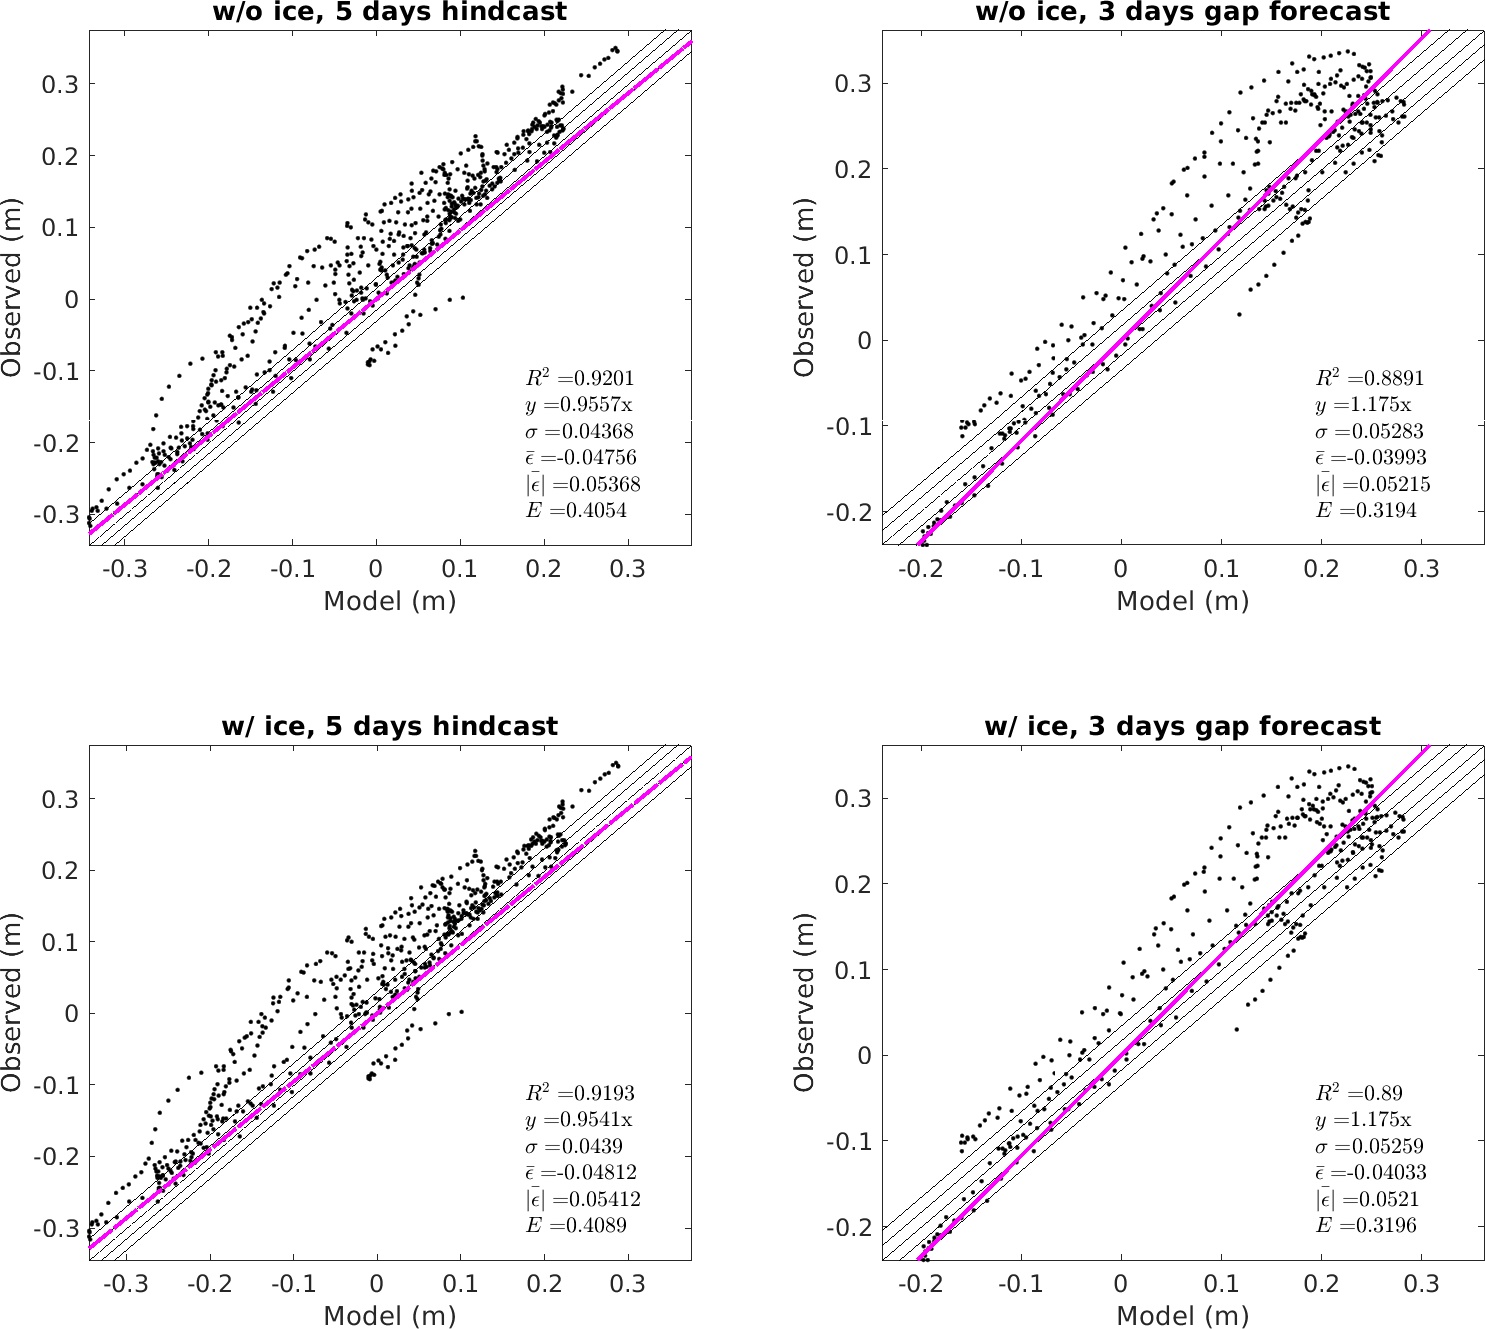 w/o ice, 5 days hindcast
Observed (m)
0.3
0.2
0.1
0
-0.1
-0.2
-0.3
R² =0.9201
y =0.9557x
σ =0.04368
ϵ̄ =-0.04756
|ϵ̄| =0.05368
E =0.4054
-0.3 -0.2 -0.1 0 0.1 0.2 0.3
Model (m)
w/o ice, 3 days gap forecast
Observed (m)
0.3
0.2
0.1
0
-0.1
-0.2
R² =0.8891
y =1.175x
σ =0.05283
ϵ̄ =-0.03993
|ϵ̄| =0.05215
E =0.3194
-0.2 -0.1 0 0.1 0.2 0.3
Model (m)
w/ ice, 5 days hindcast
Observed (m)
0.3
0.2
0.1
0
-0.1
-0.2
-0.3
R² =0.9193
y =0.9541x
σ =0.0439
ϵ̄ =-0.04812
|ϵ̄| =0.05412
E =0.4089
-0.3 -0.2 -0.1 0 0.1 0.2 0.3
Model (m)
w/ ice, 3 days gap forecast
Observed (m)
0.3
0.2
0.1
0
-0.1
-0.2
R² =0.89
y =1.175x
σ =0.05259
ϵ̄ =-0.04033
|ϵ̄| =0.0521
E =0.3196
-0.2 -0.1 0 0.1 0.2 0.3
Model (m)